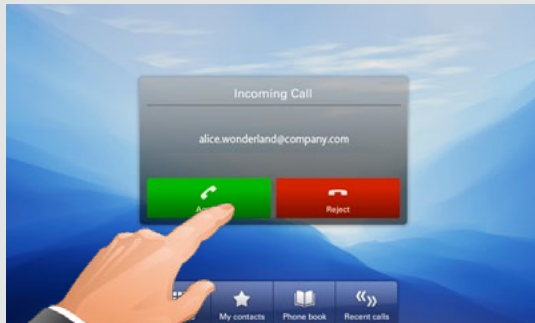 Incoming Call
alice.wonderland@company.com
Reject
My contacts
Phone book
Recent calls